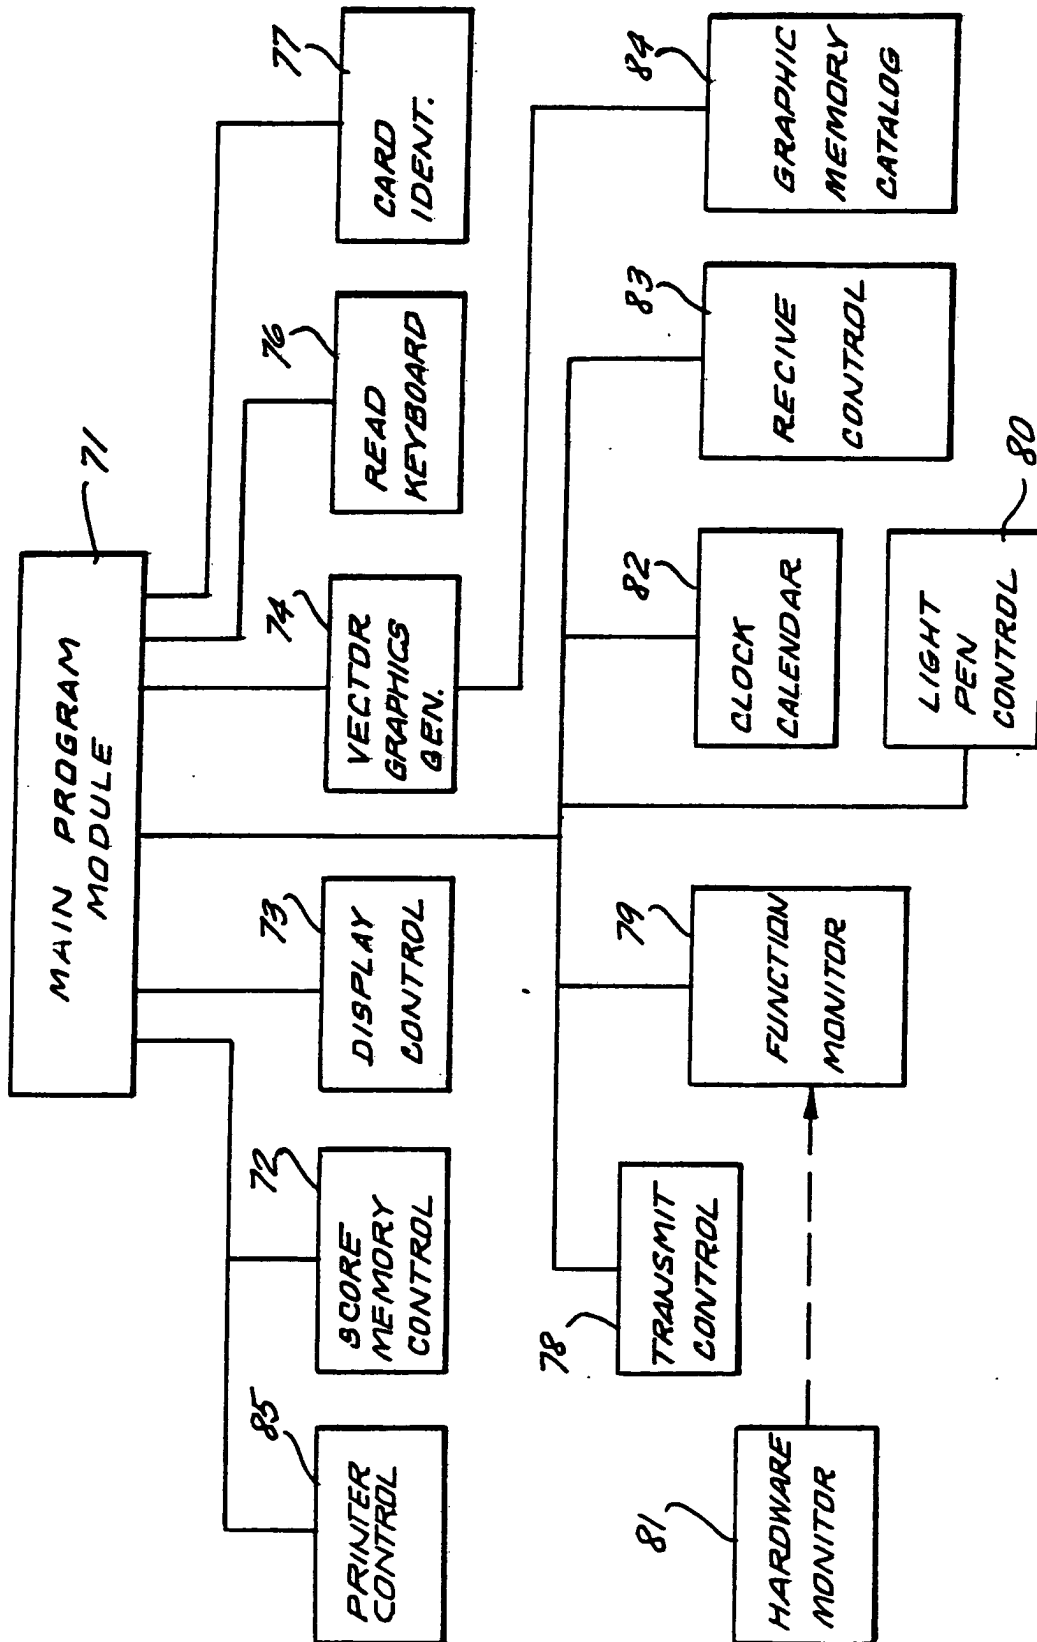 MAIN PROGRAM
MODULE
71
PRINTER
CONTROL
85
SCORE
MEMORY
CONTROL
72
DISPLAY
CONTROL
73
VECTOR
GRAPHICS
GEN.
74
READ
KEYBOARD
76
CARD
IDENT.
77
HARDWARE
MONITOR
81
TRANSMIT
CONTROL
78
FUNCTION
MONITOR
79
LIGHT
PEN
CONTROL
80
CLOCK
CALENDAR
82
RECIVE
CONTROL
83
GRAPHIC
MEMORY
CATALOG
84